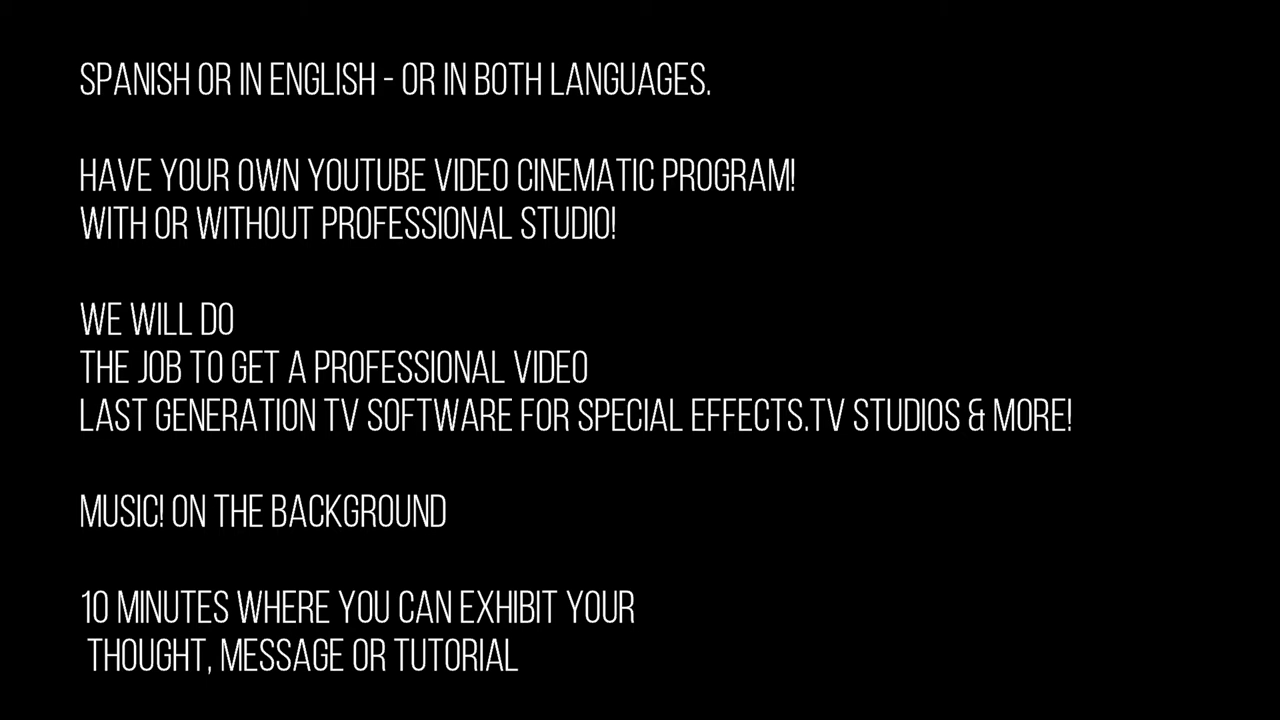 SPANISH OR IN ENGLISH - OR IN BOTH LANGUAGES.
HAVE YOUR OWN YOUTUBE VIDEO CINEMATIC PROGRAM!
WITH OR WITHOUT PROFESSIONAL STUDIO!
WE WILL DO
THE JOB TO GET A PROFESSIONAL VIDEO
LAST GENERATION TV SOFTWARE FOR SPECIAL EFFECTS.TV STUDIOS & MORE!
MUSIC! ON THE BACKGROUND
10 MINUTES WHERE YOU CAN EXHIBIT YOUR
THOUGHT, MESSAGE OR TUTORIAL